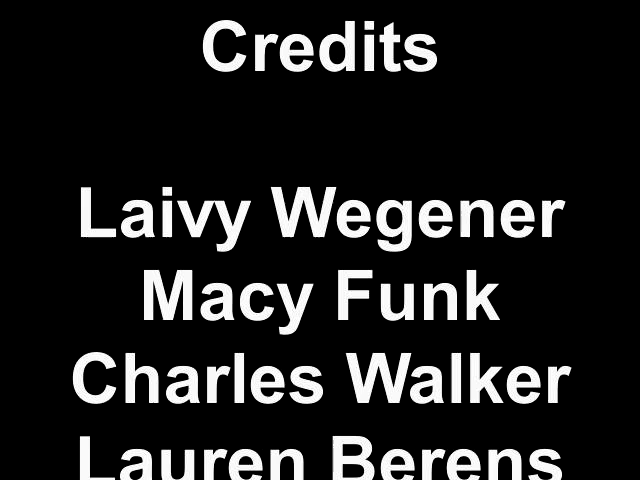 Credits
Laivy Wegener
Macy Funk
Charles Walker
Lauren Berens